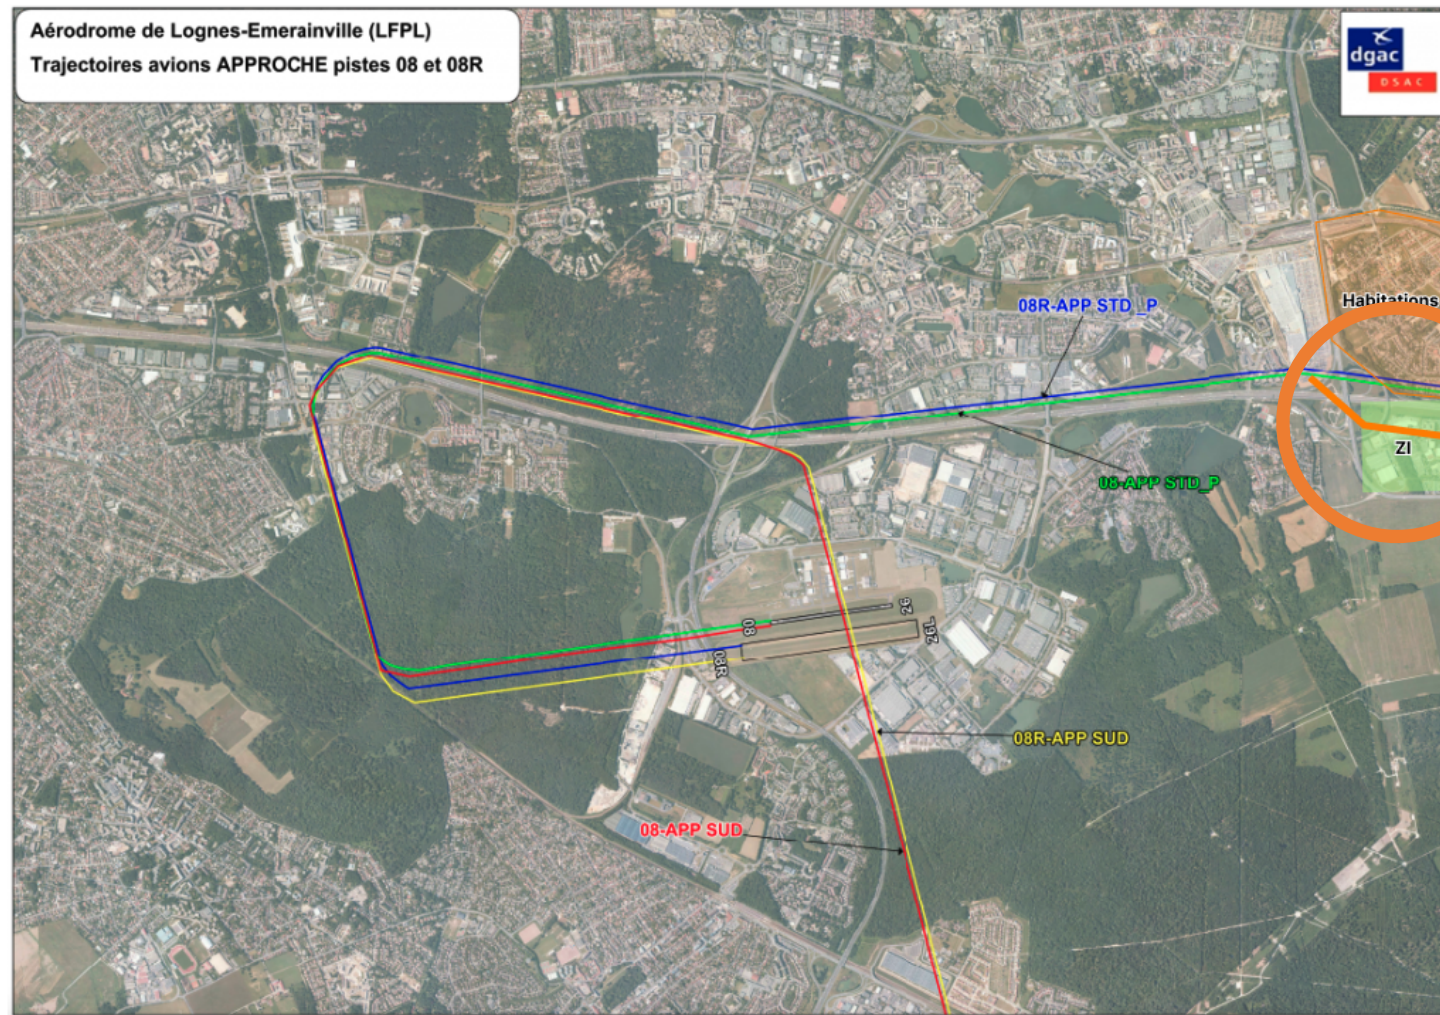 Aérodrome de Lognes-Emerainville (LFPL)
Trajectoires avions APPROCHE pistes 08 et 08R
dgac
DSAC
08R-APP STD_P
Habitations
08-APP STD_P
ZI
26
08
26L
08R
08R-APP SUD
08-APP SUD